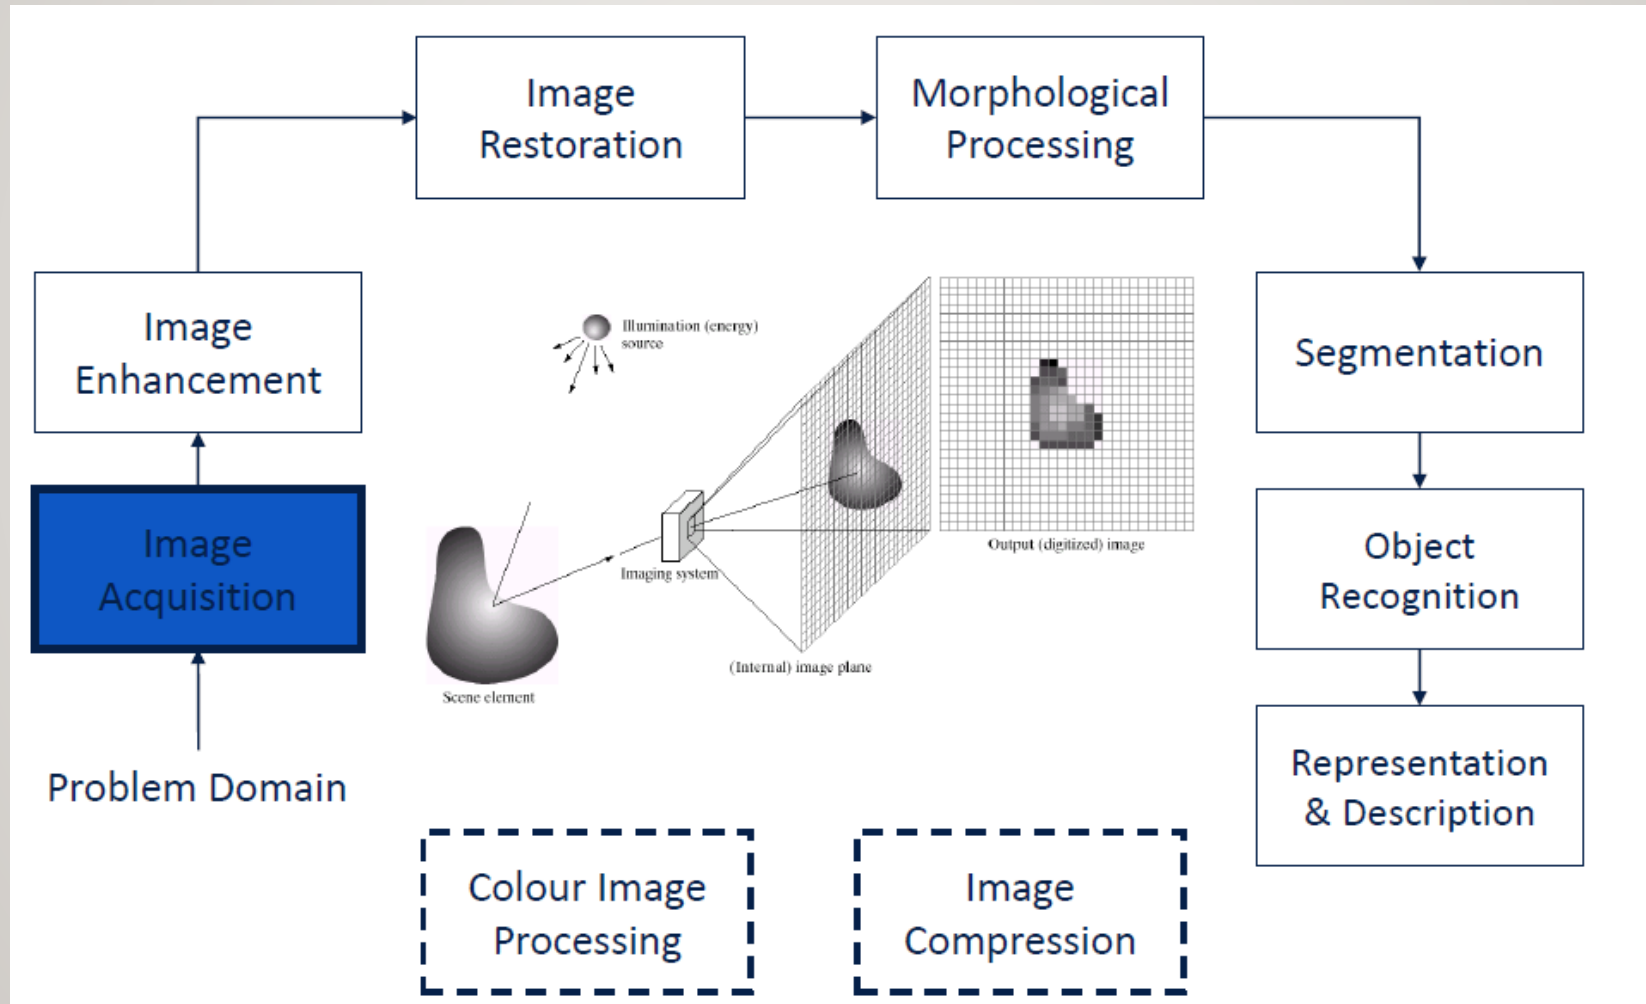 Image
Restoration
Morphological
Processing
Image
Enhancement
Illumination (energy)
source
Segmentation
Image
Acquisition
Imaging system
Output (digitized) image
Object
Recognition
(Internal) image plane
Scene element
Problem Domain
Representation
& Description
Colour Image
Processing
Image
Compression